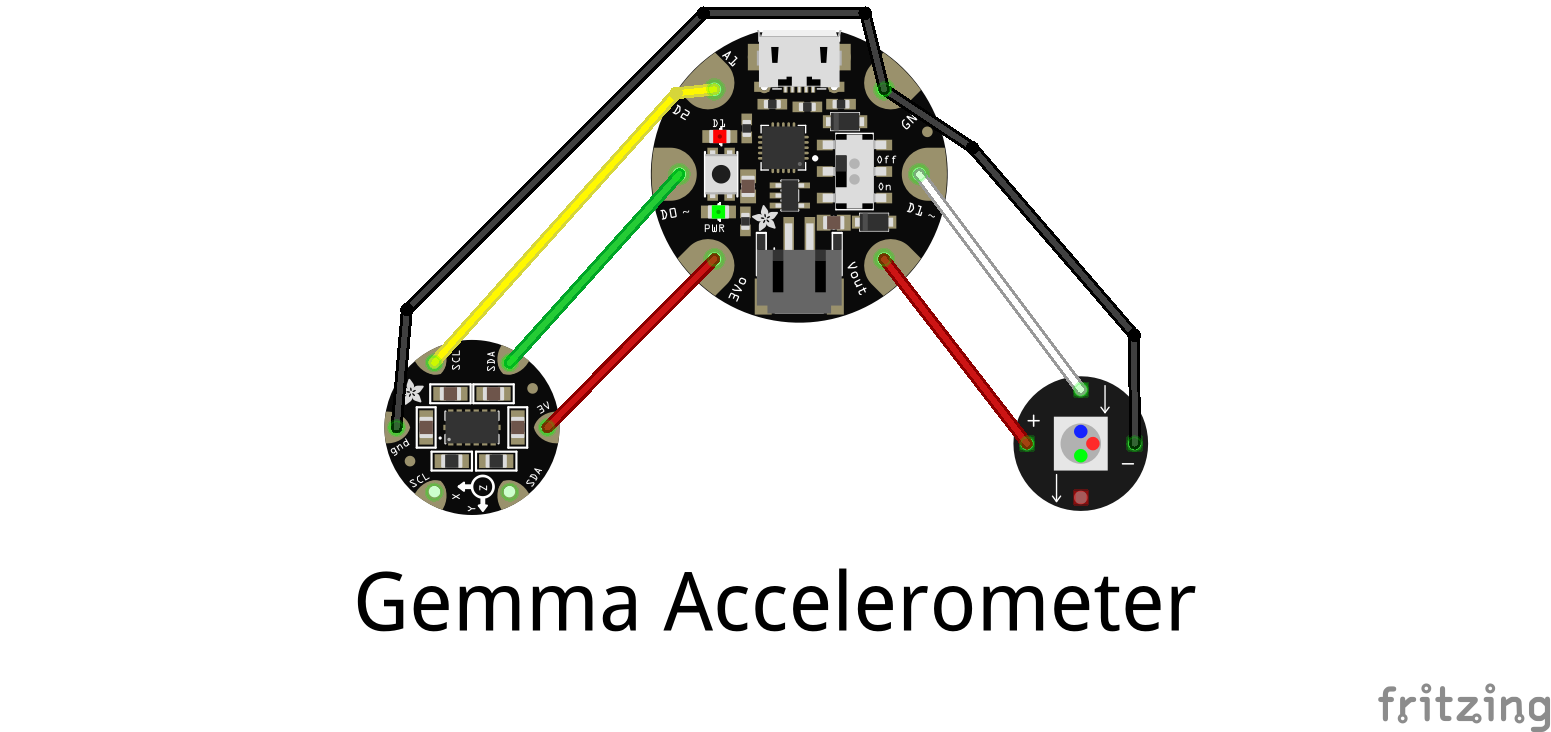 A1
D2
D1
GN
Off
On
D0 ~
D1 ~
PWR
3Vo
Vout
SCL
SDA
3V
gnd
SCL
SDA
X
Z
Y
+
−
Gemma Accelerometer
fritzing